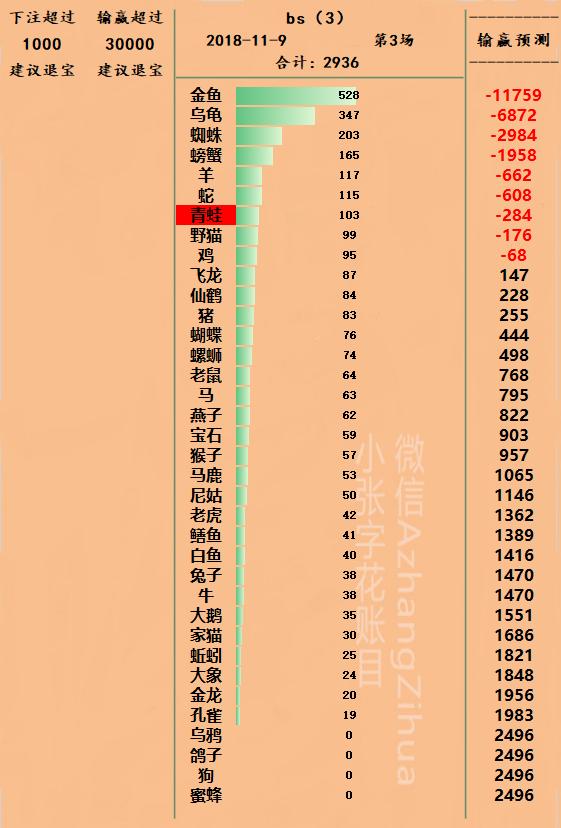 下注超过 输赢超过
1000 30000
建议退宝 建议退宝
bs（3）
2018-11-9 第3场
合计：2936
输赢预测
金鱼 528 -11759
乌龟 347 -6872
蜘蛛 203 -2984
螃蟹 165 -1958
羊 117 -662
蛇 115 -608
青蛙 103 -284
野猫 99 -176
鸡 95 -68
飞龙 87 147
仙鹤 84 228
猪 83 255
蝴蝶 76 444
螺蛳 74 498
老鼠 64 768
马 63 795
燕子 62 822
宝石 59 903
猴子 57 957
马鹿 53 1065
尼姑 50 1146
老虎 42 1362
鳝鱼 41 1389
白鱼 40 1416
兔子 38 1470
牛 38 1470
大鹅 35 1551
家猫 30 1686
蚯蚓 25 1821
大象 24 1848
金龙 20 1956
孔雀 19 1983
乌鸦 0 2496
鸽子 0 2496
狗 0 2496
蜜蜂 0 2496
微信AzhangZihua
小张字花账目